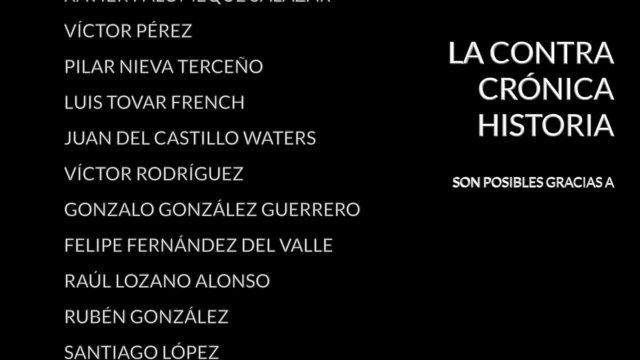 VÍCTOR PÉREZ
PILAR NIEVA TERCEÑO
LUIS TOVAR FRENCH
JUAN DEL CASTILLO WATERS
VÍCTOR RODRÍGUEZ
GONZALO GONZÁLEZ GUERRERO
FELIPE FERNÁNDEZ DEL VALLE
RAÚL LOZANO ALONSO
RUBÉN GONZÁLEZ
SANTIAGO LÓPEZ
LA CONTRA
CRÓNICA
HISTORIA
SON POSIBLES GRACIAS A